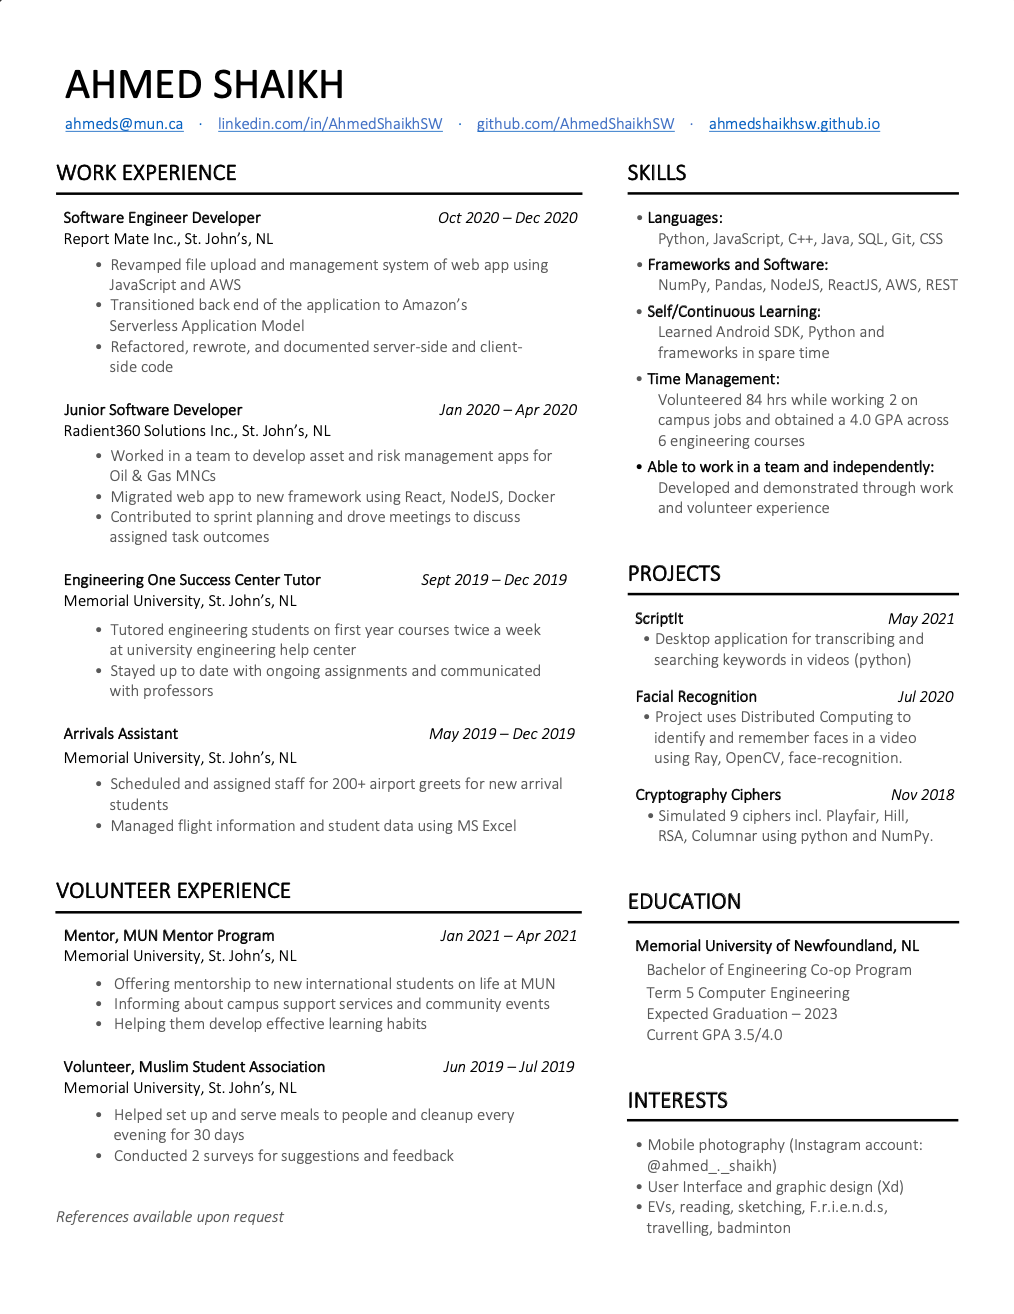 AHMED SHAIKH
ahmeds@mun.ca · linkedin.com/in/AhmedShaikhSW · github.com/AhmedShaikhSW · ahmedshaikhsw.github.io
WORK EXPERIENCE
Software Engineer Developer Oct 2020 – Dec 2020
Report Mate Inc., St. John’s, NL
• Revamped file upload and management system of web app using
JavaScript and AWS
• Transitioned back end of the application to Amazon’s
Serverless Application Model
• Refactored, rewrote, and documented server-side and client-
side code
Junior Software Developer Jan 2020 – Apr 2020
Radient360 Solutions Inc., St. John’s, NL
• Worked in a team to develop asset and risk management apps for
Oil & Gas MNCs
• Migrated web app to new framework using React, NodeJS, Docker
• Contributed to sprint planning and drove meetings to discuss
assigned task outcomes
Engineering One Success Center Tutor Sept 2019 – Dec 2019
Memorial University, St. John’s, NL
• Tutored engineering students on first year courses twice a week
at university engineering help center
• Stayed up to date with ongoing assignments and communicated
with professors
Arrivals Assistant May 2019 – Dec 2019
Memorial University, St. John’s, NL
• Scheduled and assigned staff for 200+ airport greets for new arrival
students
• Managed flight information and student data using MS Excel
VOLUNTEER EXPERIENCE
Mentor, MUN Mentor Program Jan 2021 – Apr 2021
Memorial University, St. John’s, NL
• Offering mentorship to new international students on life at MUN
• Informing about campus support services and community events
• Helping them develop effective learning habits
Volunteer, Muslim Student Association Jun 2019 – Jul 2019
Memorial University, St. John’s, NL
• Helped set up and serve meals to people and cleanup every
evening for 30 days
• Conducted 2 surveys for suggestions and feedback
References available upon request
SKILLS
• Languages:
Python, JavaScript, C++, Java, SQL, Git, CSS
• Frameworks and Software:
NumPy, Pandas, NodeJS, ReactJS, AWS, REST
• Self/Continuous Learning:
Learned Android SDK, Python and
frameworks in spare time
• Time Management:
Volunteered 84 hrs while working 2 on
campus jobs and obtained a 4.0 GPA across
6 engineering courses
• Able to work in a team and independently:
Developed and demonstrated through work
and volunteer experience
PROJECTS
ScriptIt May 2021
• Desktop application for transcribing and
searching keywords in videos (python)
Facial Recognition Jul 2020
• Project uses Distributed Computing to
identify and remember faces in a video
using Ray, OpenCV, face-recognition.
Cryptography Ciphers Nov 2018
• Simulated 9 ciphers incl. Playfair, Hill,
RSA, Columnar using python and NumPy.
EDUCATION
Memorial University of Newfoundland, NL
Bachelor of Engineering Co-op Program
Term 5 Computer Engineering
Expected Graduation – 2023
Current GPA 3.5/4.0
INTERESTS
• Mobile photography (Instagram account:
@ahmed_._shaikh)
• User Interface and graphic design (Xd)
• EVs, reading, sketching, F.r.i.e.n.d.s,
travelling, badminton